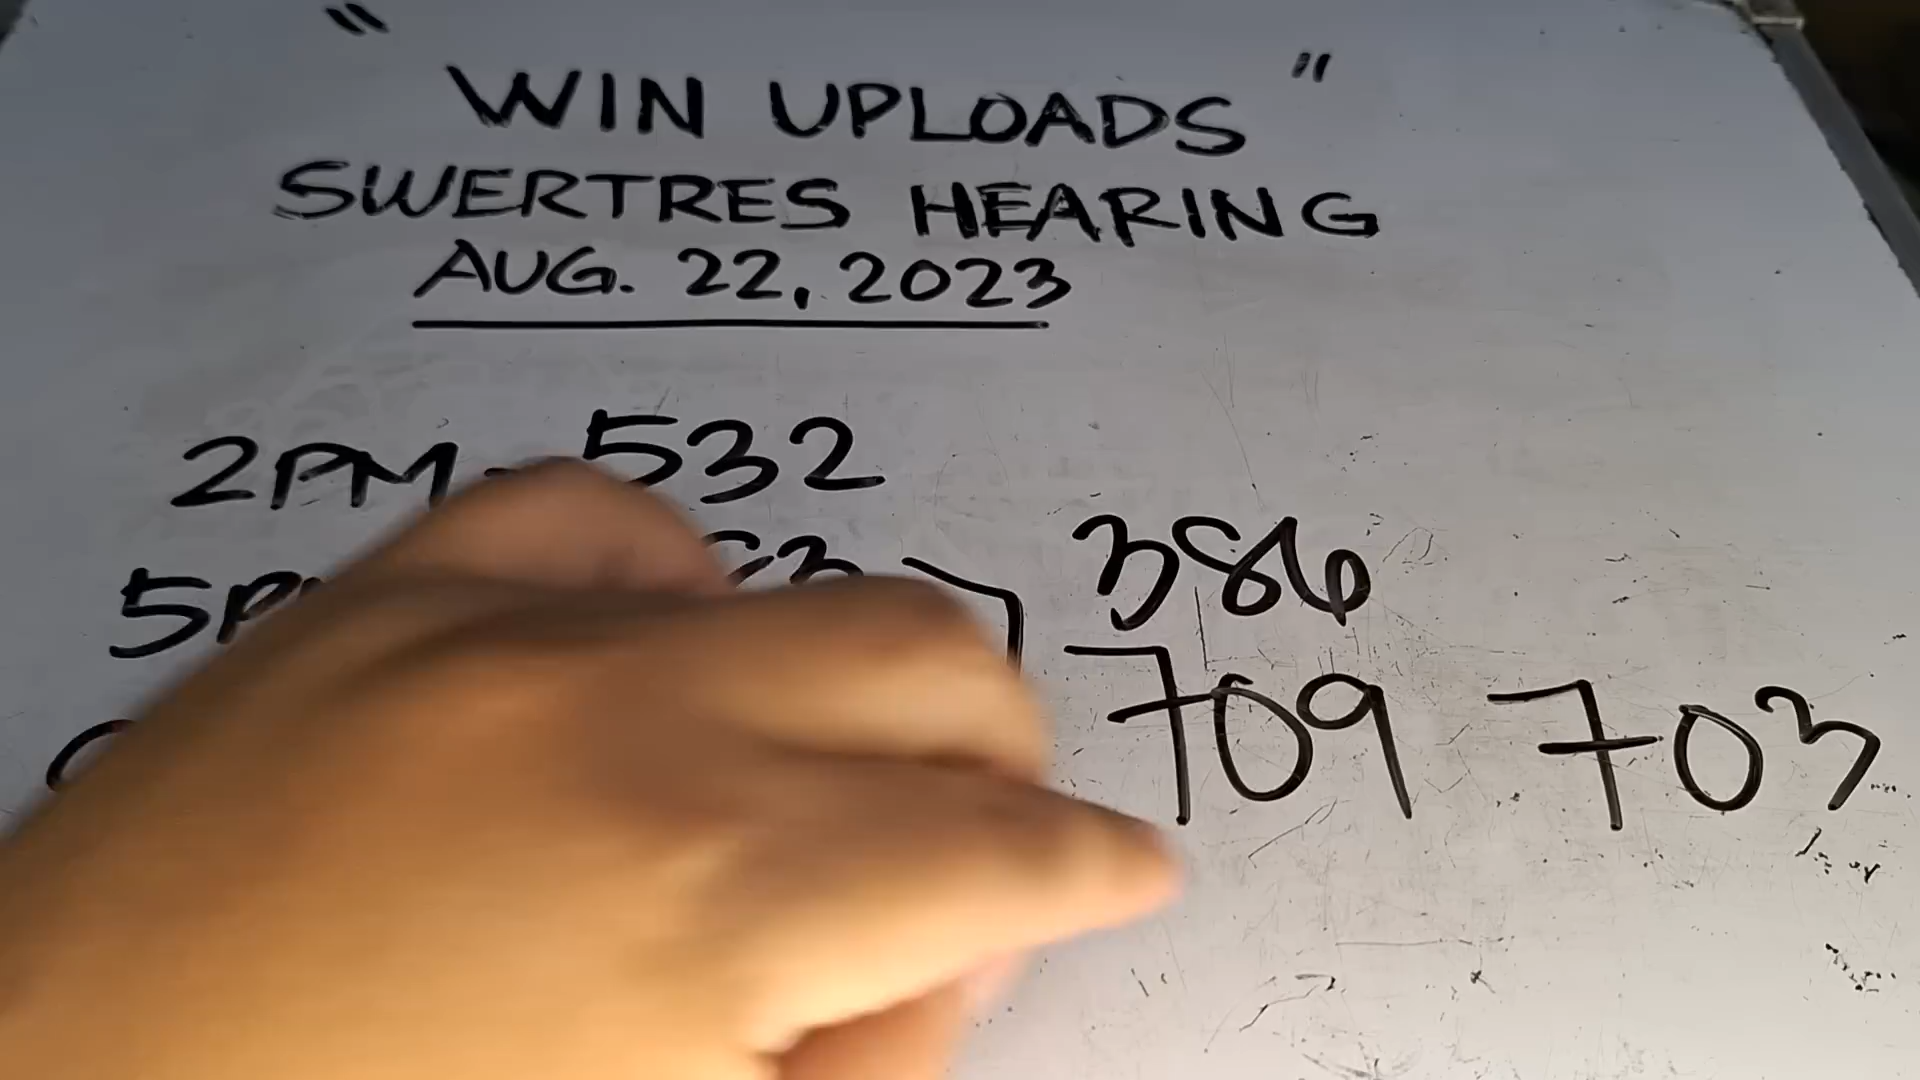 " WIN UPLOADS "
SWERTRES HEARING
AUG. 22, 2023
2PM - 532
386
709 703